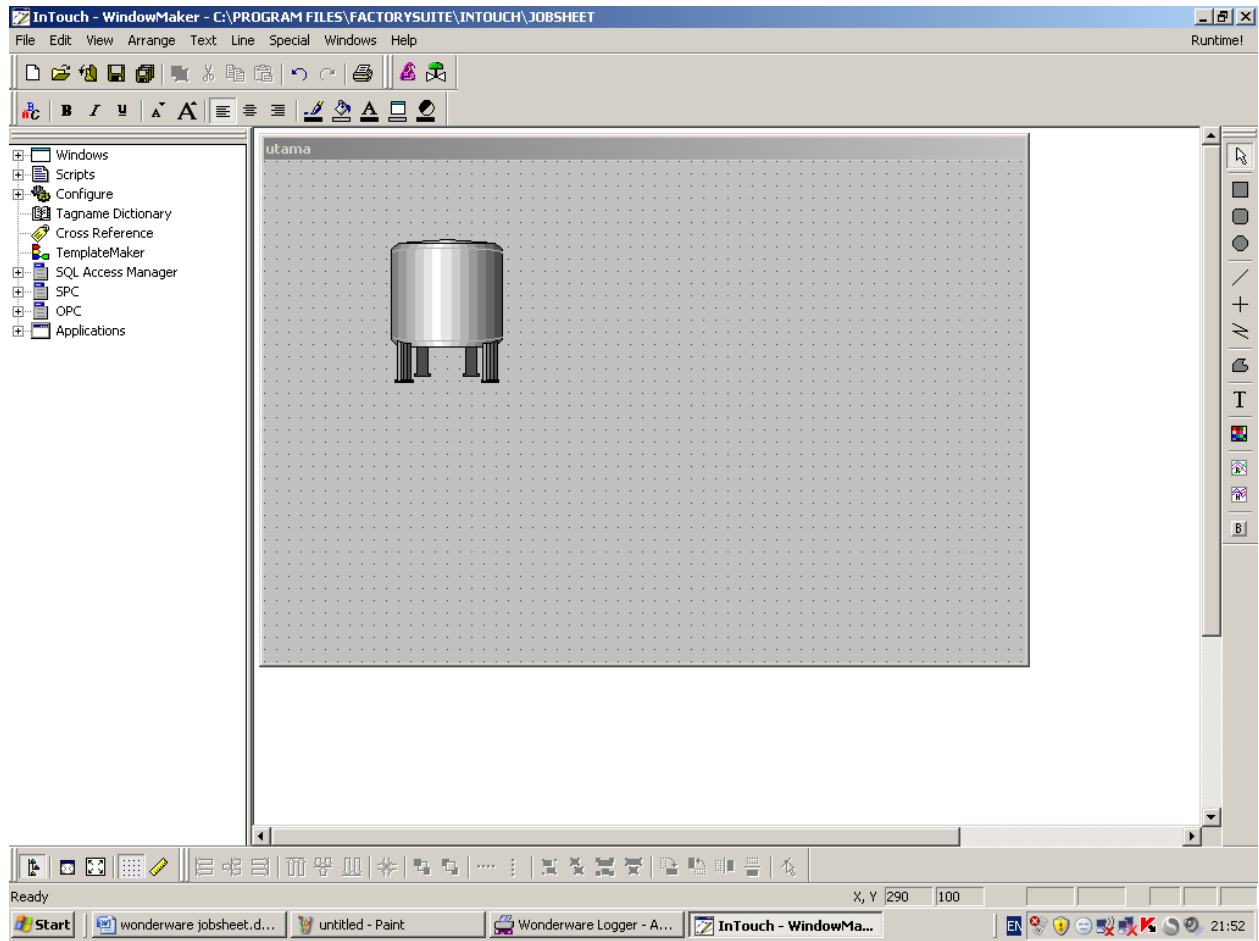 InTouch - WindowMaker - C:\PROGRAM FILES\FACTORYSUITE\INTOUCH\JOBSHEET
File Edit View Arrange Text Line Special Windows Help Runtime!
B I U A A A
utama
Windows
Scripts
Configure
Tagname Dictionary
Cross Reference
TemplateMaker
SQL Access Manager
SPC
OPC
Applications
T
B
Ready X, Y 290 100
Start wonderware jobsheet.d... untitled - Paint Wonderware Logger - A... InTouch - WindowMa... EN 21:52